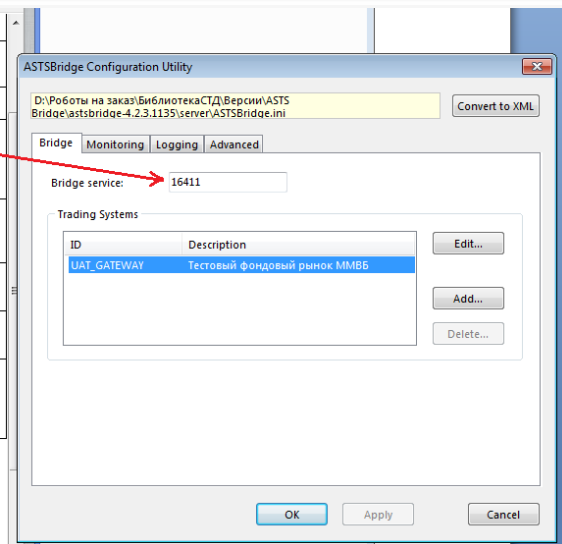 ASTSBridge Configuration Utility
D:\Роботы на заказ\БиблиотекаСТД\Версии\ASTS
Bridge\astsbridge-4.2.3.1135\server\ASTSBridge.ini
Convert to XML
Bridge Monitoring Logging Advanced
Bridge service: 16411
Trading Systems
ID Description
UAT_GATEWAY Тестовый фондовый рынок ММВБ
Edit...
Add...
Delete...
OK Apply Cancel